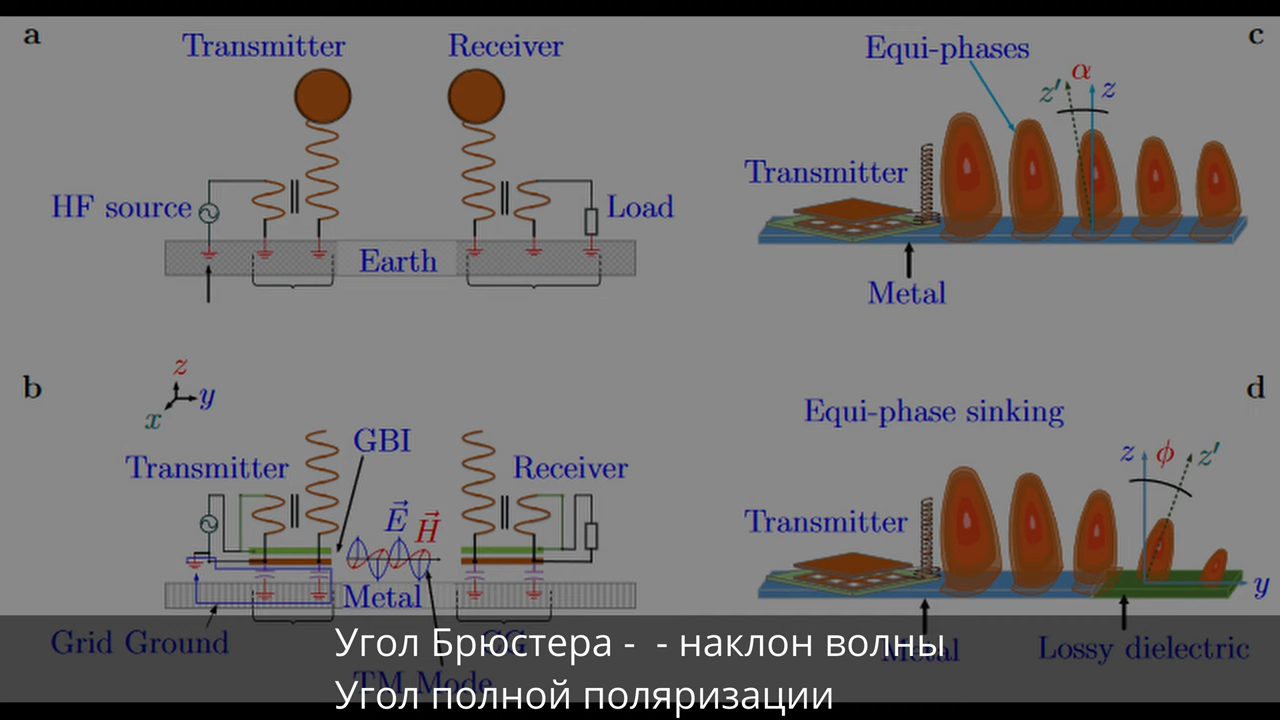 a
Transmitter
Receiver
HF source
Load
Earth
c
Equi-phases
α
z′
z
Transmitter
Metal
b
z
y
x
GBI
Transmitter
Receiver
E⃗
H⃗
Metal
Grid Ground
CG
TM Mode
d
Equi-phase sinking
z
ϕ
z′
Transmitter
y
Metal
Lossy dielectric
Угол Брюстера - - наклон волны
Угол полной поляризации